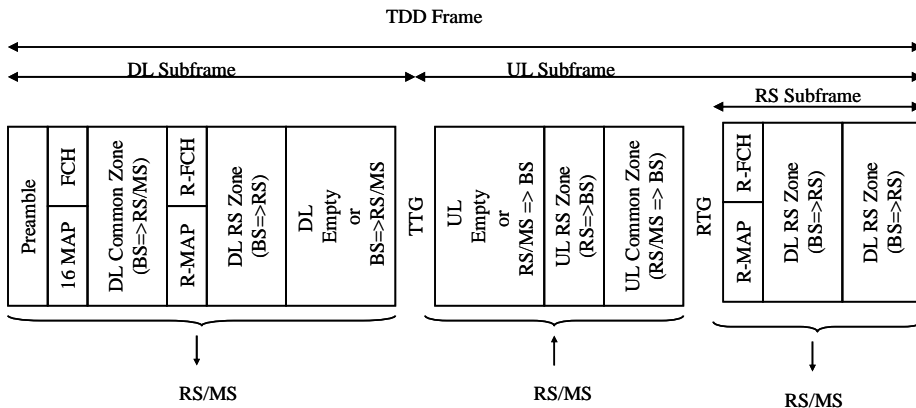 TDD Frame
DL Subframe
UL Subframe
RS Subframe
Preamble
FCH
16 MAP
DL Common Zone
(BS=>RS/MS)
R-FCH
R-MAP
DL RS Zone
(BS=>RS)
DL
Empty
or
BS=>RS/MS
TTG
UL
Empty
or
RS/MS => BS
UL RS Zone
(RS=>BS)
UL Common Zone
(RS/MS => BS)
RTG
R-FCH
R-MAP
DL RS Zone
(BS=>RS)
DL RS Zone
(BS=>RS)
RS/MS
RS/MS
RS/MS